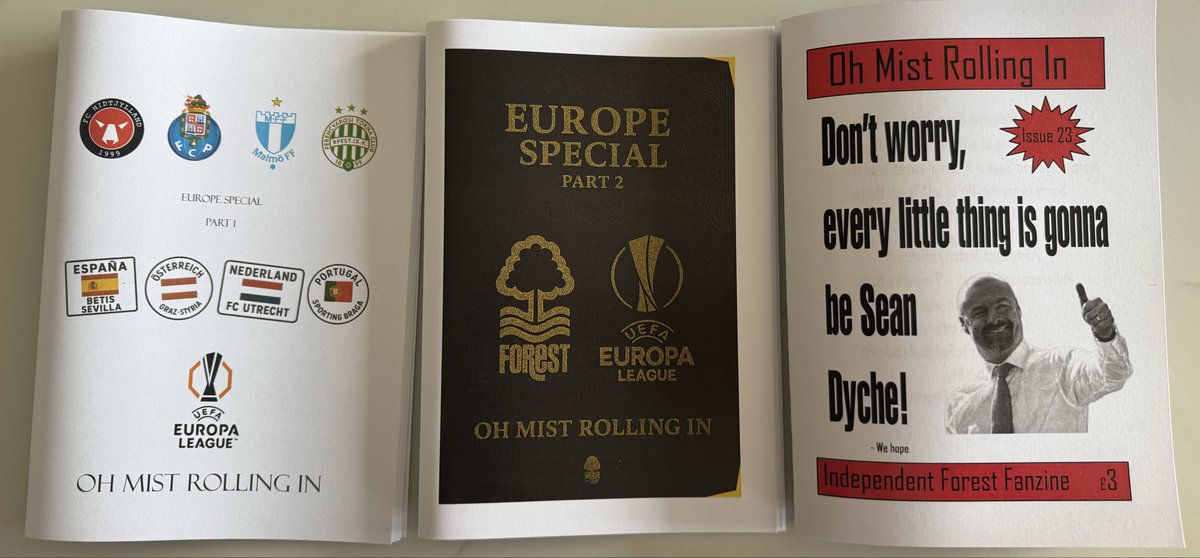 FC MIDTJYLLAND
1999
FCP
MFF
Malmö FF
EUROPE SPECIAL
PART 1
ESPAÑA
BETIS
SEVILLA
ÖSTERREICH
GRAZ-STYRIA
NEDERLAND
FC UTRECHT
PORTUGAL
SPORTING BRAGA
UEFA
EUROPA
LEAGUE™
OH MIST ROLLING IN
EUROPE
SPECIAL
PART 2
FOREST
UEFA
EUROPA
LEAGUE
OH MIST ROLLING IN
Oh Mist Rolling In
Issue 23
Don't worry,
every little thing is gonna
be Sean
Dyche!
- We hope
Independent Forest Fanzine £3